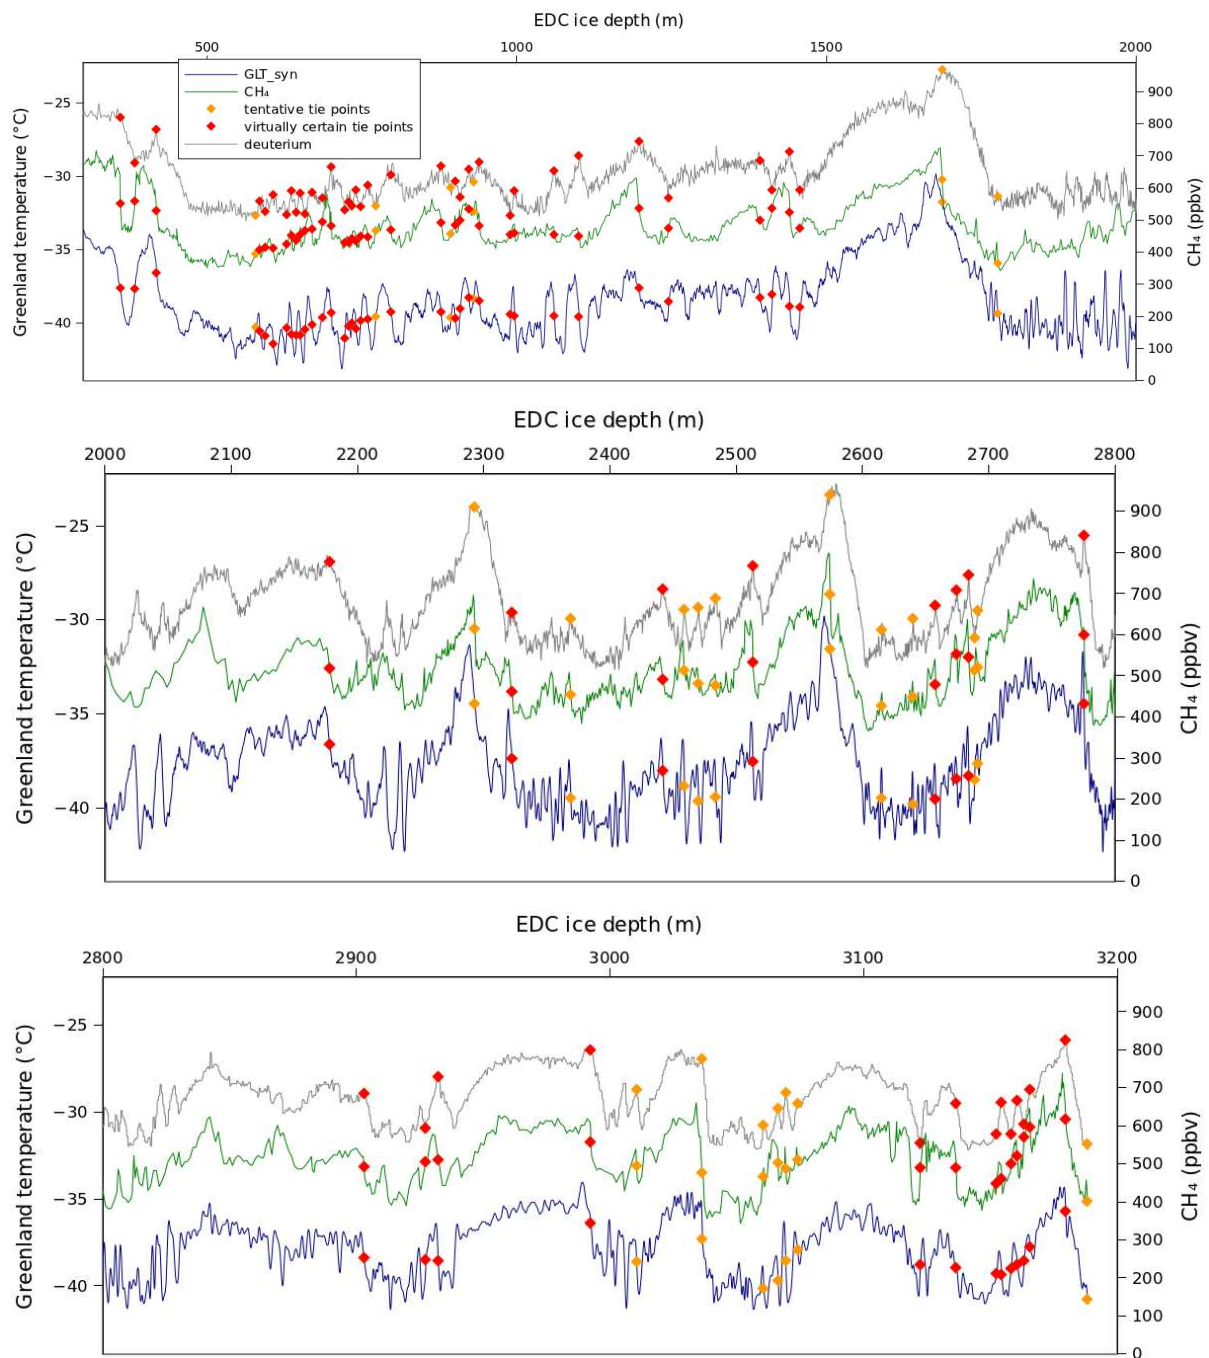 EDC ice depth (m)
500 1000 1500 2000
GLT_syn
CH₄
tentative tie points
virtually certain tie points
deuterium
Greenland temperature (°C)
−25
−30
−35
−40
CH₄ (ppbv)
900
800
700
600
500
400
300
200
100
0
EDC ice depth (m)
2000 2100 2200 2300 2400 2500 2600 2700 2800
Greenland temperature (°C)
−25
−30
−35
−40
CH₄ (ppbv)
900
800
700
600
500
400
300
200
100
0
EDC ice depth (m)
2800 2900 3000 3100 3200
Greenland temperature (°C)
−25
−30
−35
−40
CH₄ (ppbv)
900
800
700
600
500
400
300
200
100
0